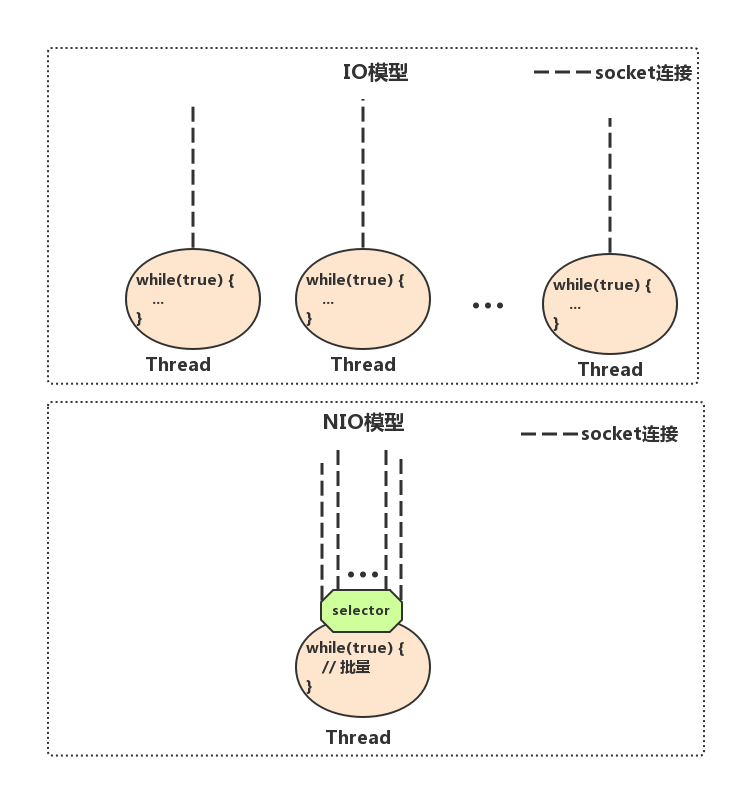 IO模型
socket连接
while(true) {
...
}
Thread
while(true) {
...
}
Thread
...
while(true) {
...
}
Thread
NIO模型
socket连接
...
selector
while(true) {
// 批量
}
Thread